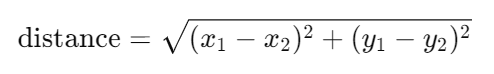 distance = √((x₁ − x₂)² + (y₁ − y₂)²)